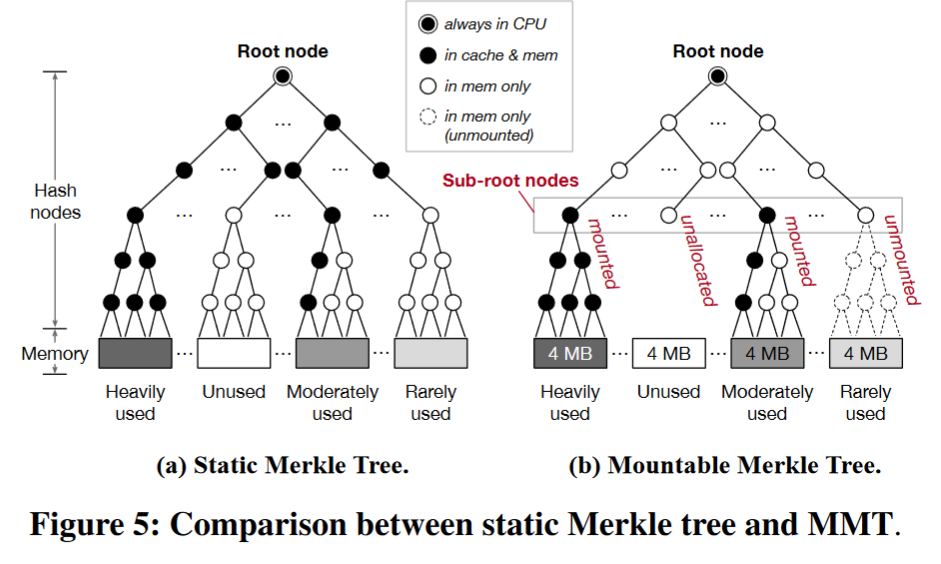 always in CPU
in cache & mem
in mem only
in mem only
(unmounted)
Root node
...
...
...
...
...
...
Hash
nodes
Memory
...
...
...
Heavily
used
Unused
Moderately
used
Rarely
used
(a) Static Merkle Tree.
Root node
...
...
...
Sub-root nodes
...
...
...
mounted
unallocated
mounted
unmounted
4 MB
...
4 MB
...
4 MB
...
4 MB
Heavily
used
Unused
Moderately
used
Rarely
used
(b) Mountable Merkle Tree.
Figure 5: Comparison between static Merkle tree and MMT.